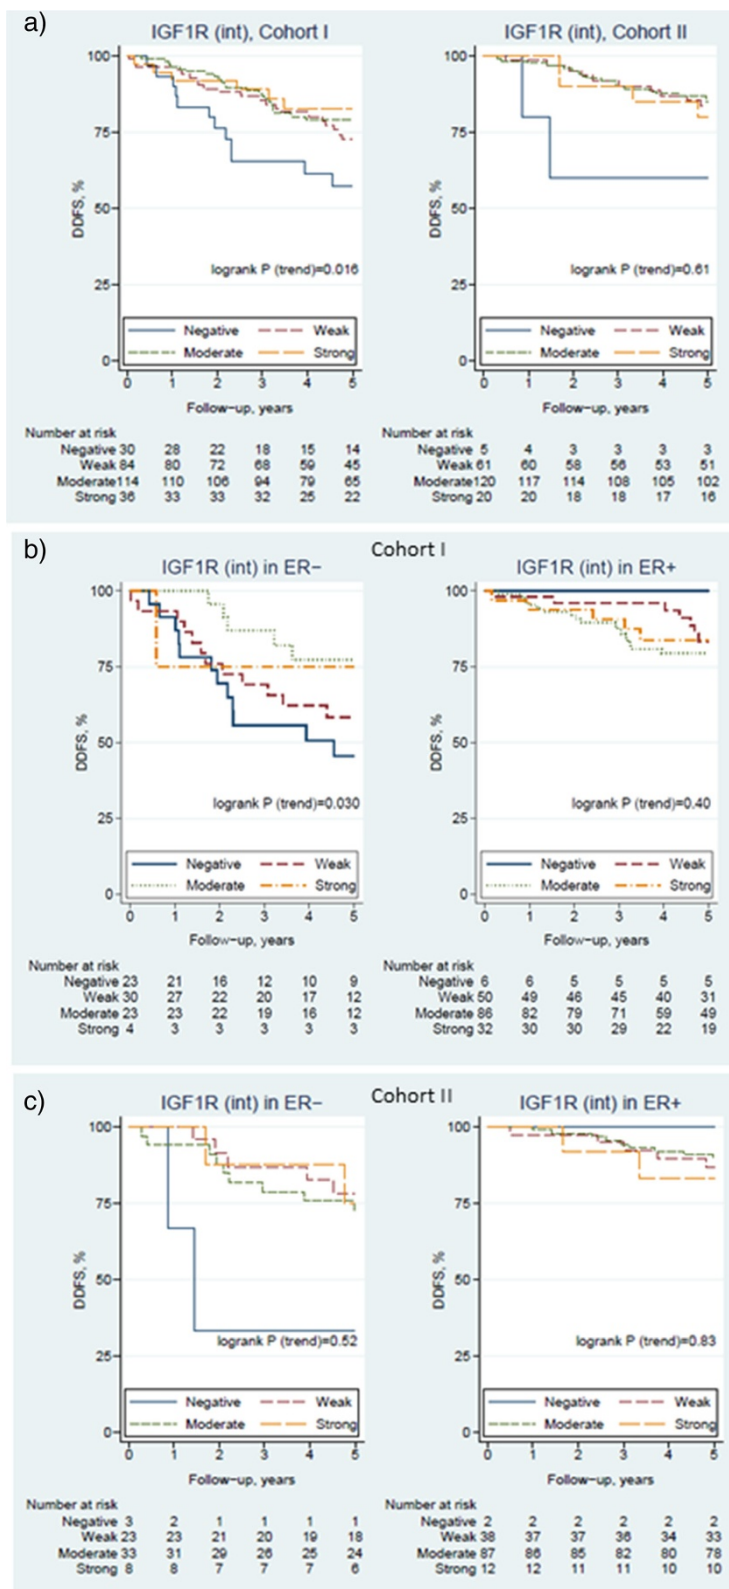 a)
IGF1R (int), Cohort I
100
75
50
25
0
DDFS, %
logrank P (trend)=0.016
Negative Weak
Moderate Strong
0 1 2 3 4 5
Follow-up, years
Number at risk
Negative 30 28 22 18 15 14
Weak 84 80 72 68 59 45
Moderate 114 110 106 94 79 65
Strong 36 33 33 32 25 22
IGF1R (int), Cohort II
100
75
50
25
0
DDFS, %
logrank P (trend)=0.61
Negative Weak
Moderate Strong
0 1 2 3 4 5
Follow-up, years
Number at risk
Negative 5 4 3 3 3 3
Weak 61 60 58 56 53 51
Moderate 120 117 114 108 105 102
Strong 20 20 18 18 17 16
b)
Cohort I
IGF1R (int) in ER−
100
75
50
25
0
DDFS, %
logrank P (trend)=0.030
Negative Weak
Moderate Strong
0 1 2 3 4 5
Follow-up, years
Number at risk
Negative 23 21 16 12 10 9
Weak 30 27 22 20 17 12
Moderate 23 23 22 19 16 12
Strong 4 3 3 3 3 3
IGF1R (int) in ER+
100
75
50
25
0
DDFS, %
logrank P (trend)=0.40
Negative Weak
Moderate Strong
0 1 2 3 4 5
Follow-up, years
Number at risk
Negative 6 6 5 5 5 5
Weak 50 49 46 45 40 31
Moderate 86 82 79 71 59 49
Strong 32 30 30 29 22 19
c)
Cohort II
IGF1R (int) in ER−
100
75
50
25
0
DDFS, %
logrank P (trend)=0.52
Negative Weak
Moderate Strong
0 1 2 3 4 5
Follow-up, years
Number at risk
Negative 3 2 1 1 1 1
Weak 23 23 21 20 19 18
Moderate 33 31 29 26 25 24
Strong 8 8 7 7 7 6
IGF1R (int) in ER+
100
75
50
25
0
DDFS, %
logrank P (trend)=0.83
Negative Weak
Moderate Strong
0 1 2 3 4 5
Follow-up, years
Number at risk
Negative 2 2 2 2 2 2
Weak 38 37 37 36 34 33
Moderate 87 86 85 82 80 78
Strong 12 12 11 11 10 10